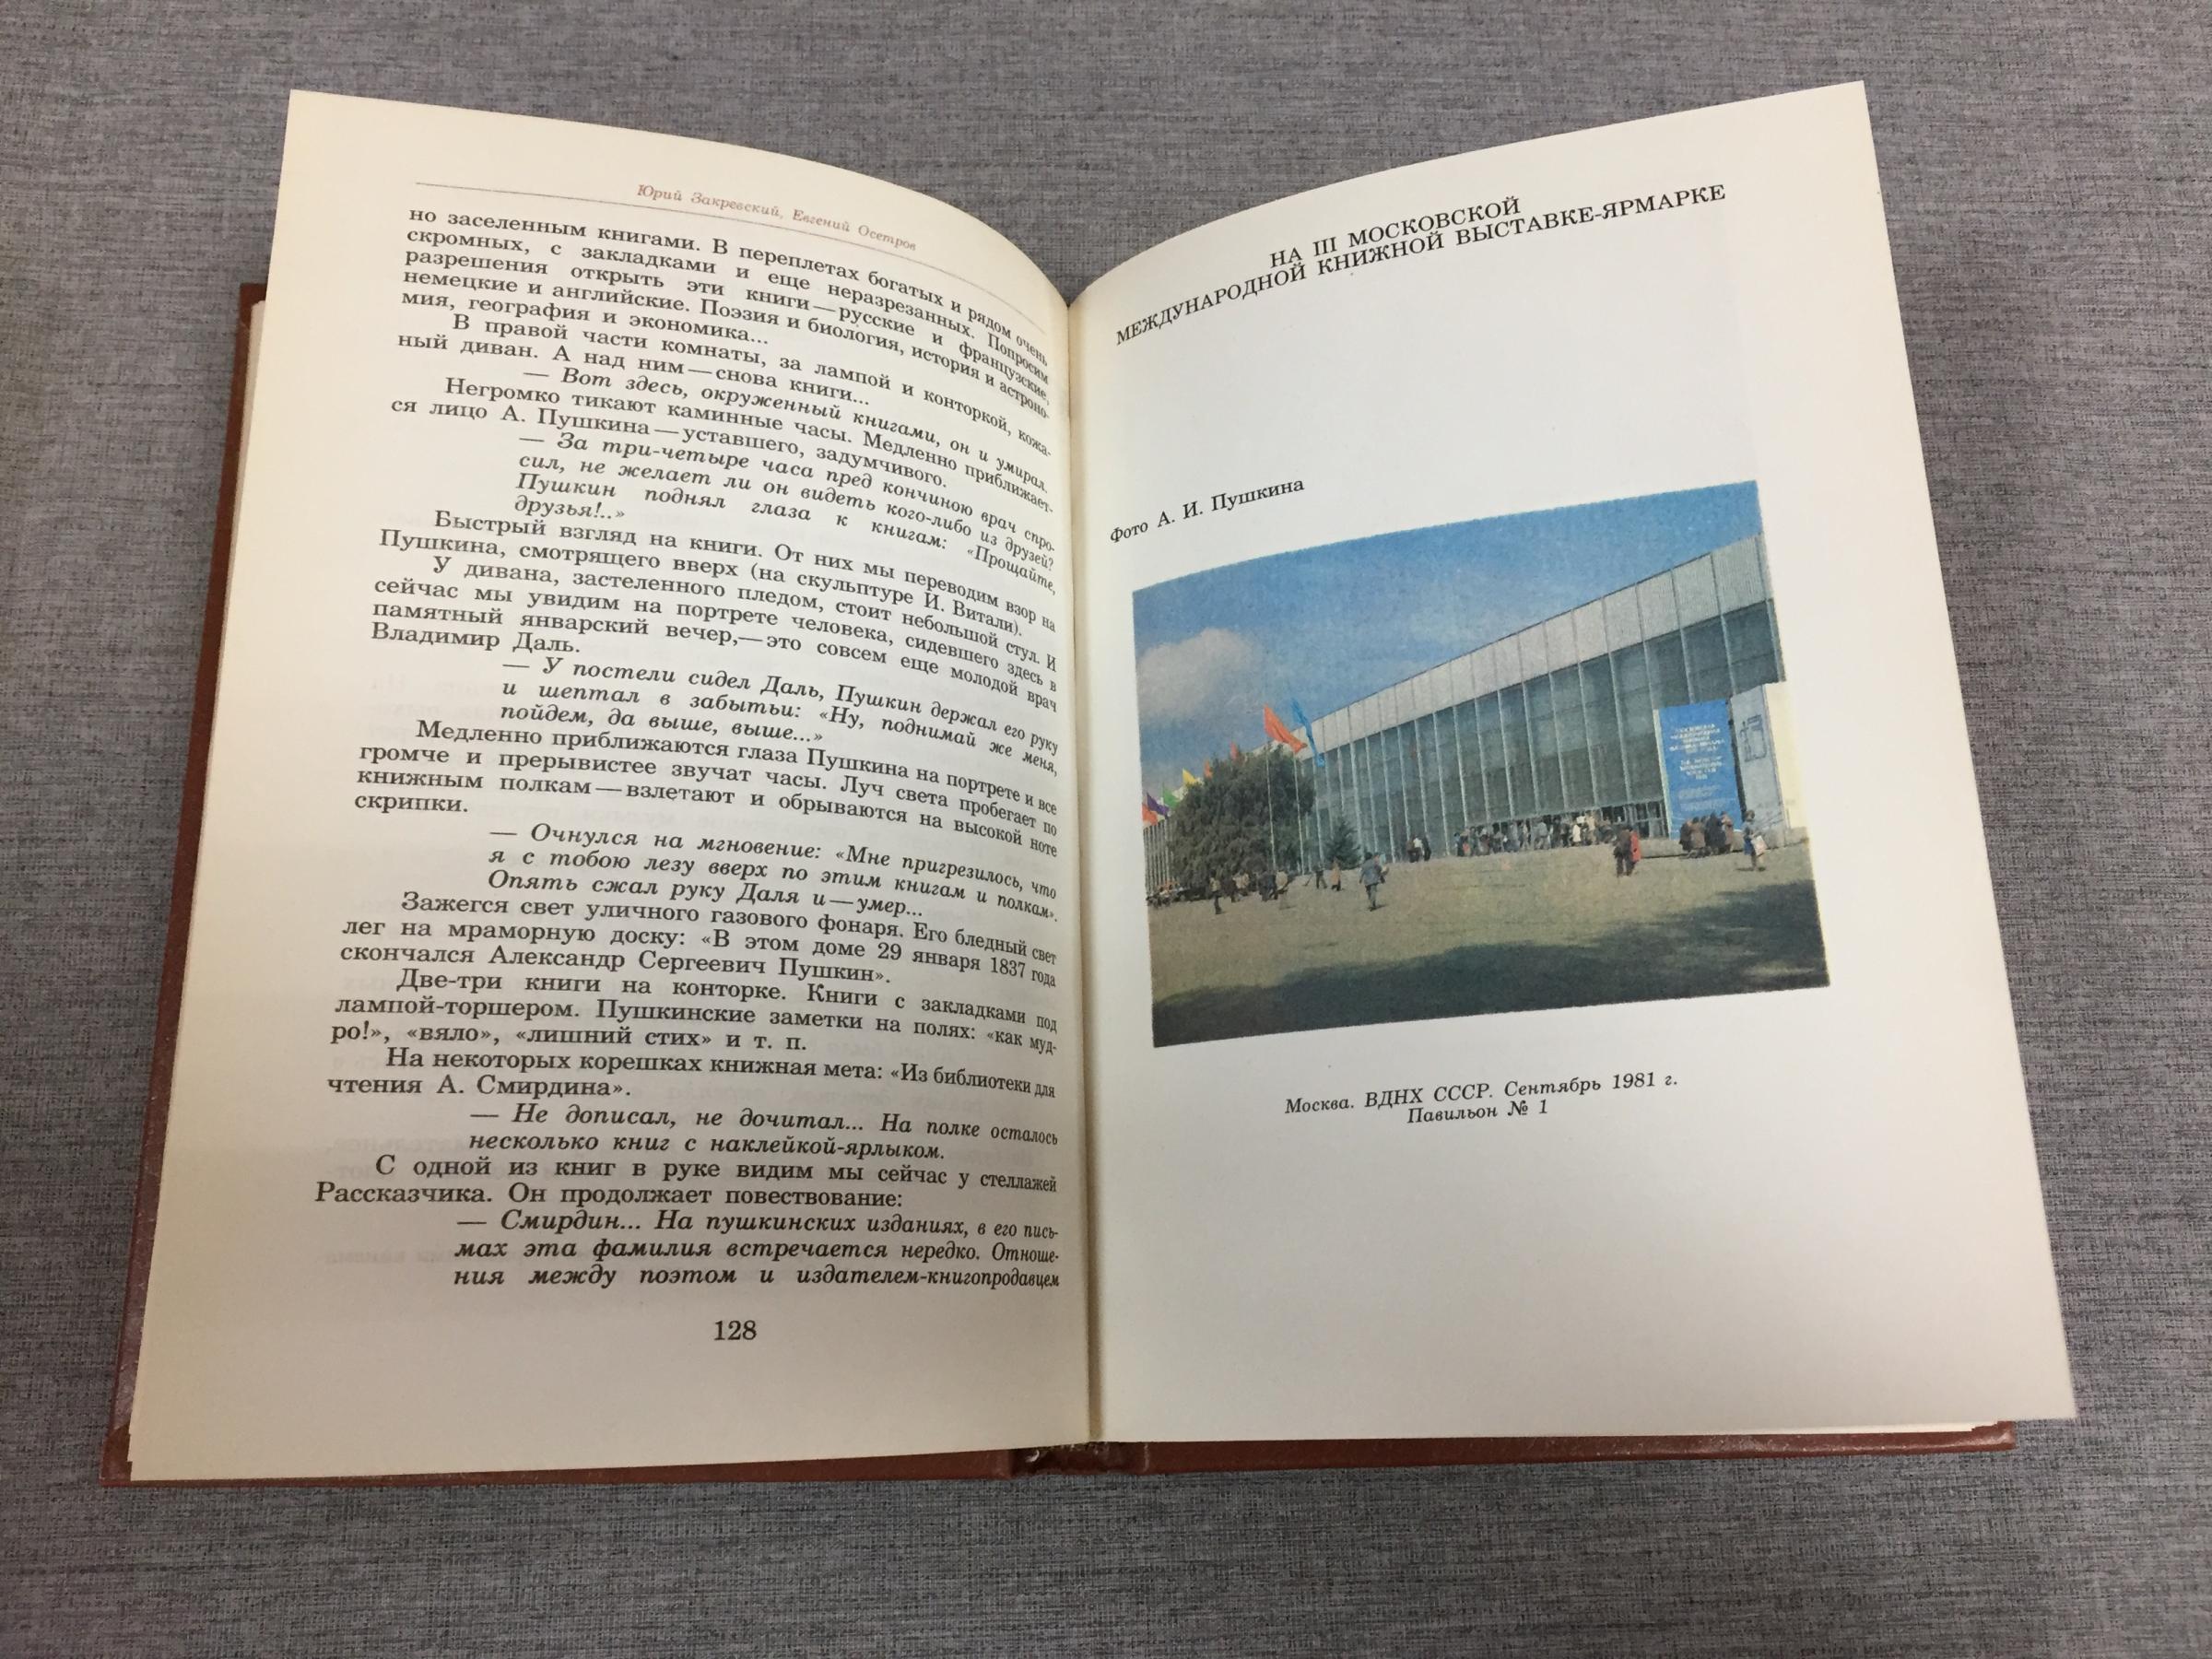 Юрий Закревский, Евгений Осетров
но заселенным книгами. В переплетах богатых и рядом очень
скромных, с закладками и еще неразрезанных. Попросим
разрешения открыть эти книги — русские и французские,
немецкие и английские. Поэзия и биология, история и астроно-
мия, география и экономика...
В правой части комнаты, за лампой и конторкой, кожа-
ный диван. А над ним — снова книги...
— Вот здесь, окруженный книгами, он и умирал.
Негромко тикают каминные часы. Медленно приближает-
ся лицо А. Пушкина — уставшего, задумчивого.
— За три-четыре часа пред кончиною врач спро-
сил, не желает ли он видеть кого-либо из друзей?
Пушкин поднял глаза к книгам: «Прощайте,
друзья!..»
Быстрый взгляд на книги. От них мы переводим взор на
Пушкина, смотрящего вверх (на скульптуре И. Витали).
У дивана, застеленного пледом, стоит небольшой стул. И
сейчас мы увидим на портрете человека, сидевшего здесь в
памятный январский вечер,— это совсем еще молодой врач
Владимир Даль.
— У постели сидел Даль, Пушкин держал его руку
и шептал в забытьи: «Ну, поднимай же меня,
пойдем, да выше, выше...»
Медленно приближаются глаза Пушкина на портрете и все
громче и прерывистее звучат часы. Луч света пробегает по
книжным полкам — взлетают и обрываются на высокой ноте
скрипки.
— Очнулся на мгновение: «Мне пригрезилось, что
я с тобою лезу вверх по этим книгам и полкам».
Опять сжал руку Даля и — умер...
Зажегся свет уличного газового фонаря. Его бледный свет
лег на мраморную доску: «В этом доме 29 января 1837 года
скончался Александр Сергеевич Пушкин».
Две-три книги на конторке. Книги с закладками под
лампой-торшером. Пушкинские заметки на полях: «как муд-
ро!», «вяло», «лишний стих» и т. п.
На некоторых корешках книжная мета: «Из библиотеки для
чтения А. Смирдина».
— Не дописал, не дочитал... На полке осталось
несколько книг с наклейкой-ярлыком.
С одной из книг в руке видим мы сейчас у стеллажей
Рассказчика. Он продолжает повествование:
— Смирдин... На пушкинских изданиях, в его пись-
мах эта фамилия встречается нередко. Отноше-
ния между поэтом и издателем-книгопродавцем
128
НА III МОСКОВСКОЙ
МЕЖДУНАРОДНОЙ КНИЖНОЙ ВЫСТАВКЕ-ЯРМАРКЕ
Фото А. И. Пушкина
Москва. ВДНХ СССР. Сентябрь 1981 г.
Павильон № 1